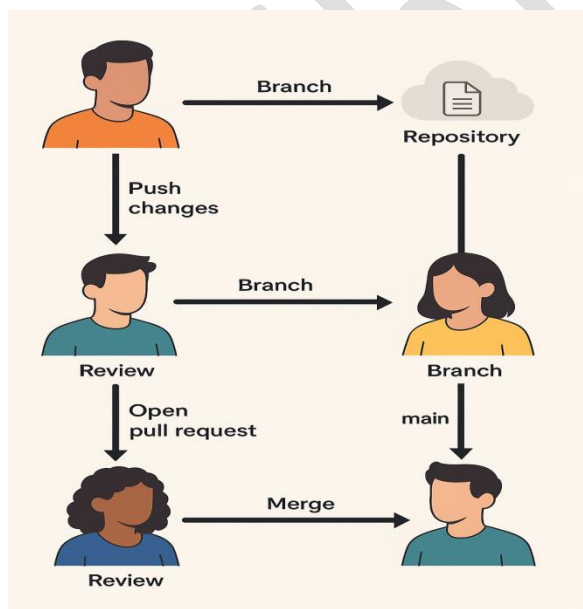 Branch
Repository
Push
changes
Branch
Review
Branch
Open
pull request
main
Merge
Review